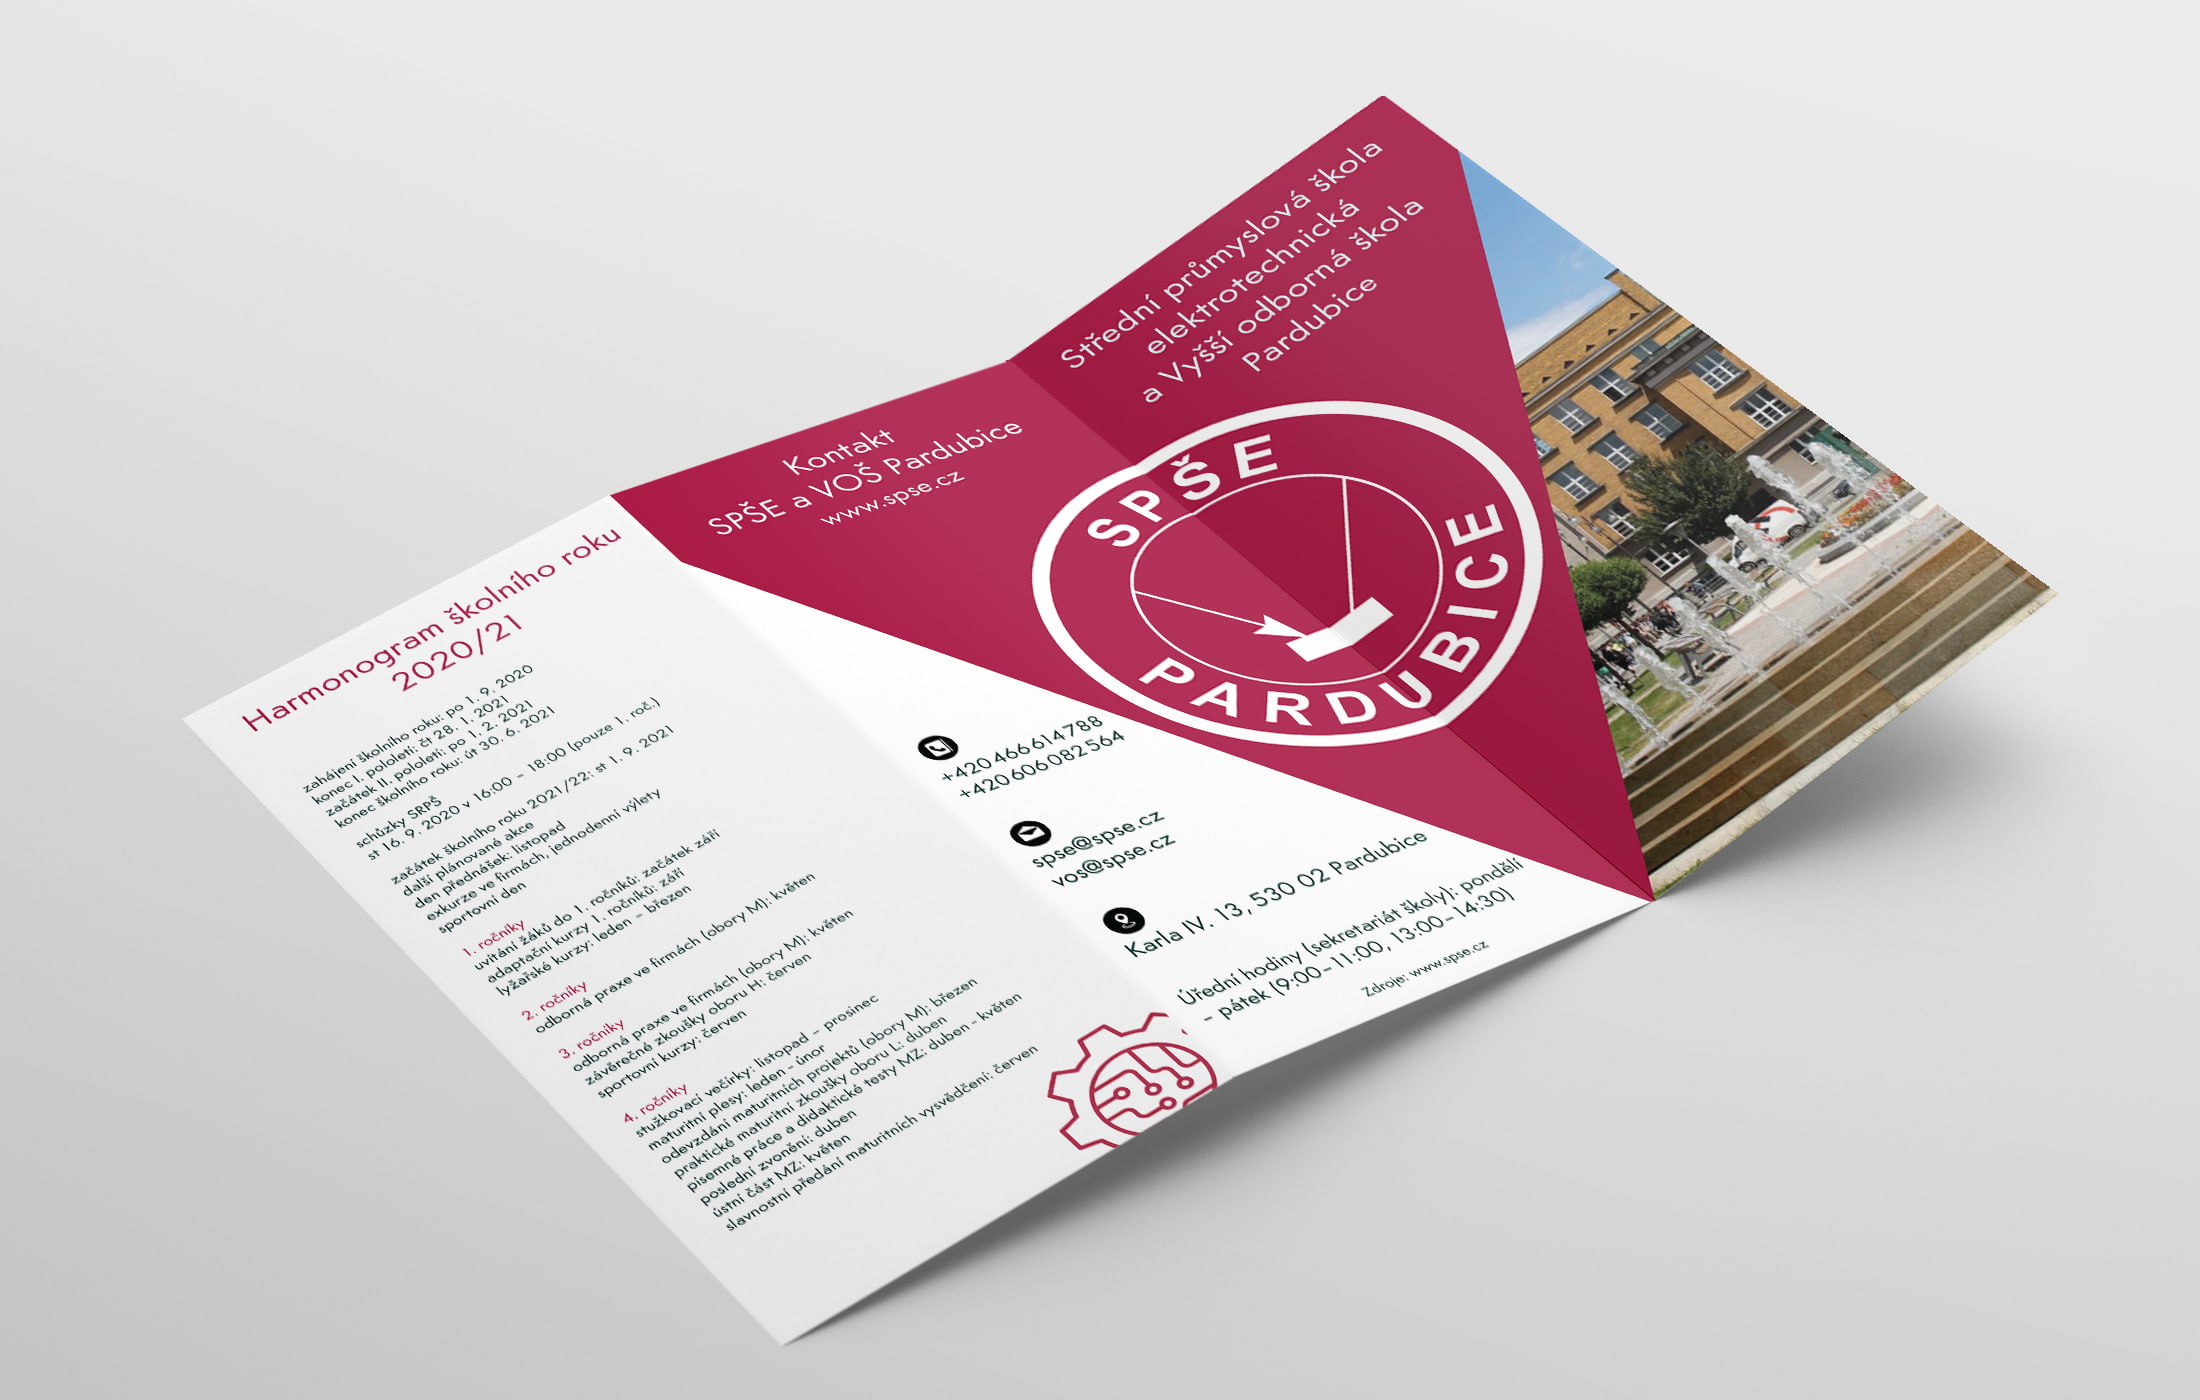 Harmonogram školního roku
2020/21
zahájení školního roku: po 1. 9. 2020
konec I. pololetí: čt 28. 1. 2021
začátek II. pololetí: po 1. 2. 2021
konec školního roku: út 30. 6. 2021
schůzky SRPŠ
st 16. 9. 2020 v 16:00 – 18:00 (pouze 1. roč.)
začátek školního roku 2021/22: st 1. 9. 2021
další plánované akce
den přednášek: listopad
exkurze ve firmách, jednodenní výlety
sportovní den
1. ročníky
uvítání žáků do 1. ročníků: začátek září
adaptační kurzy 1. ročníků: září
lyžařské kurzy: leden – březen
2. ročníky
odborná praxe ve firmách (obory M): květen
3. ročníky
odborná praxe ve firmách (obory M): květen
závěrečné zkoušky oboru H: červen
sportovní kurzy: červen
4. ročníky
stužkovací večírky: listopad – prosinec
maturitní plesy: leden - únor
odevzdání maturitních projektů (obory M): březen
praktické maturitní zkoušky oboru L: duben
písemné práce a didaktické testy MZ: duben - květen
poslední zvonění: duben
ústní část MZ: květen
slavnostní předání maturitních vysvědčení: červen
Kontakt
SPŠE a VOŠ Pardubice
www.spse.cz
+420 466 614 788
+420 606 082 564
spse@spse.cz
vos@spse.cz
Karla IV. 13, 530 02 Pardubice
Úřední hodiny (sekretariát školy): pondělí
– pátek (9:00–11:00, 13:00–14:30)
Zdroje: www.spse.cz
Střední průmyslová škola
elektrotechnická
a Vyšší odborná škola
Pardubice
SPŠE
PARDUBICE